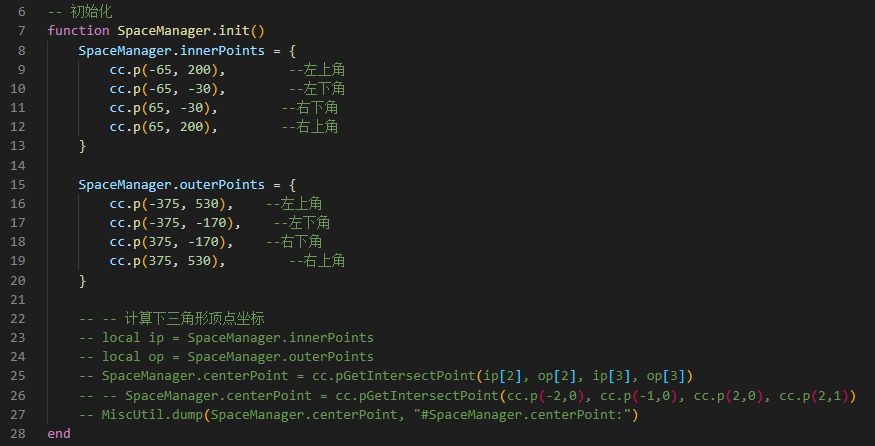 6 -- 初始化
7 function SpaceManager.init()
8 SpaceManager.innerPoints = {
9 cc.p(-65, 200), --左上角
10 cc.p(-65, -30), --左下角
11 cc.p(65, -30), --右下角
12 cc.p(65, 200), --右上角
13 }
14
15 SpaceManager.outerPoints = {
16 cc.p(-375, 530), --左上角
17 cc.p(-375, -170), --左下角
18 cc.p(375, -170), --右下角
19 cc.p(375, 530), --右上角
20 }
21
22 -- -- 计算下三角形顶点坐标
23 -- local ip = SpaceManager.innerPoints
24 -- local op = SpaceManager.outerPoints
25 -- SpaceManager.centerPoint = cc.pGetIntersectPoint(ip[2], op[2], ip[3], op[3])
26 -- -- SpaceManager.centerPoint = cc.pGetIntersectPoint(cc.p(-2,0), cc.p(-1,0), cc.p(2,0), cc.p(2,1))
27 -- MiscUtil.dump(SpaceManager.centerPoint, "#SpaceManager.centerPoint:")
28 end